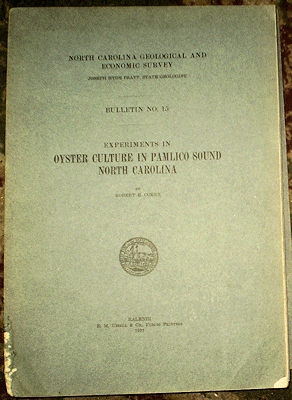 NORTH CAROLINA GEOLOGICAL AND
ECONOMIC SURVEY
JOSEPH HYDE PRATT, STATE GEOLOGIST
BULLETIN NO. 15
EXPERIMENTS IN
OYSTER CULTURE IN PAMLICO SOUND
NORTH CAROLINA
BY
ROBERT E. COKER
RALEIGH
E. M. Uzzell & Co., Public Printers
1907